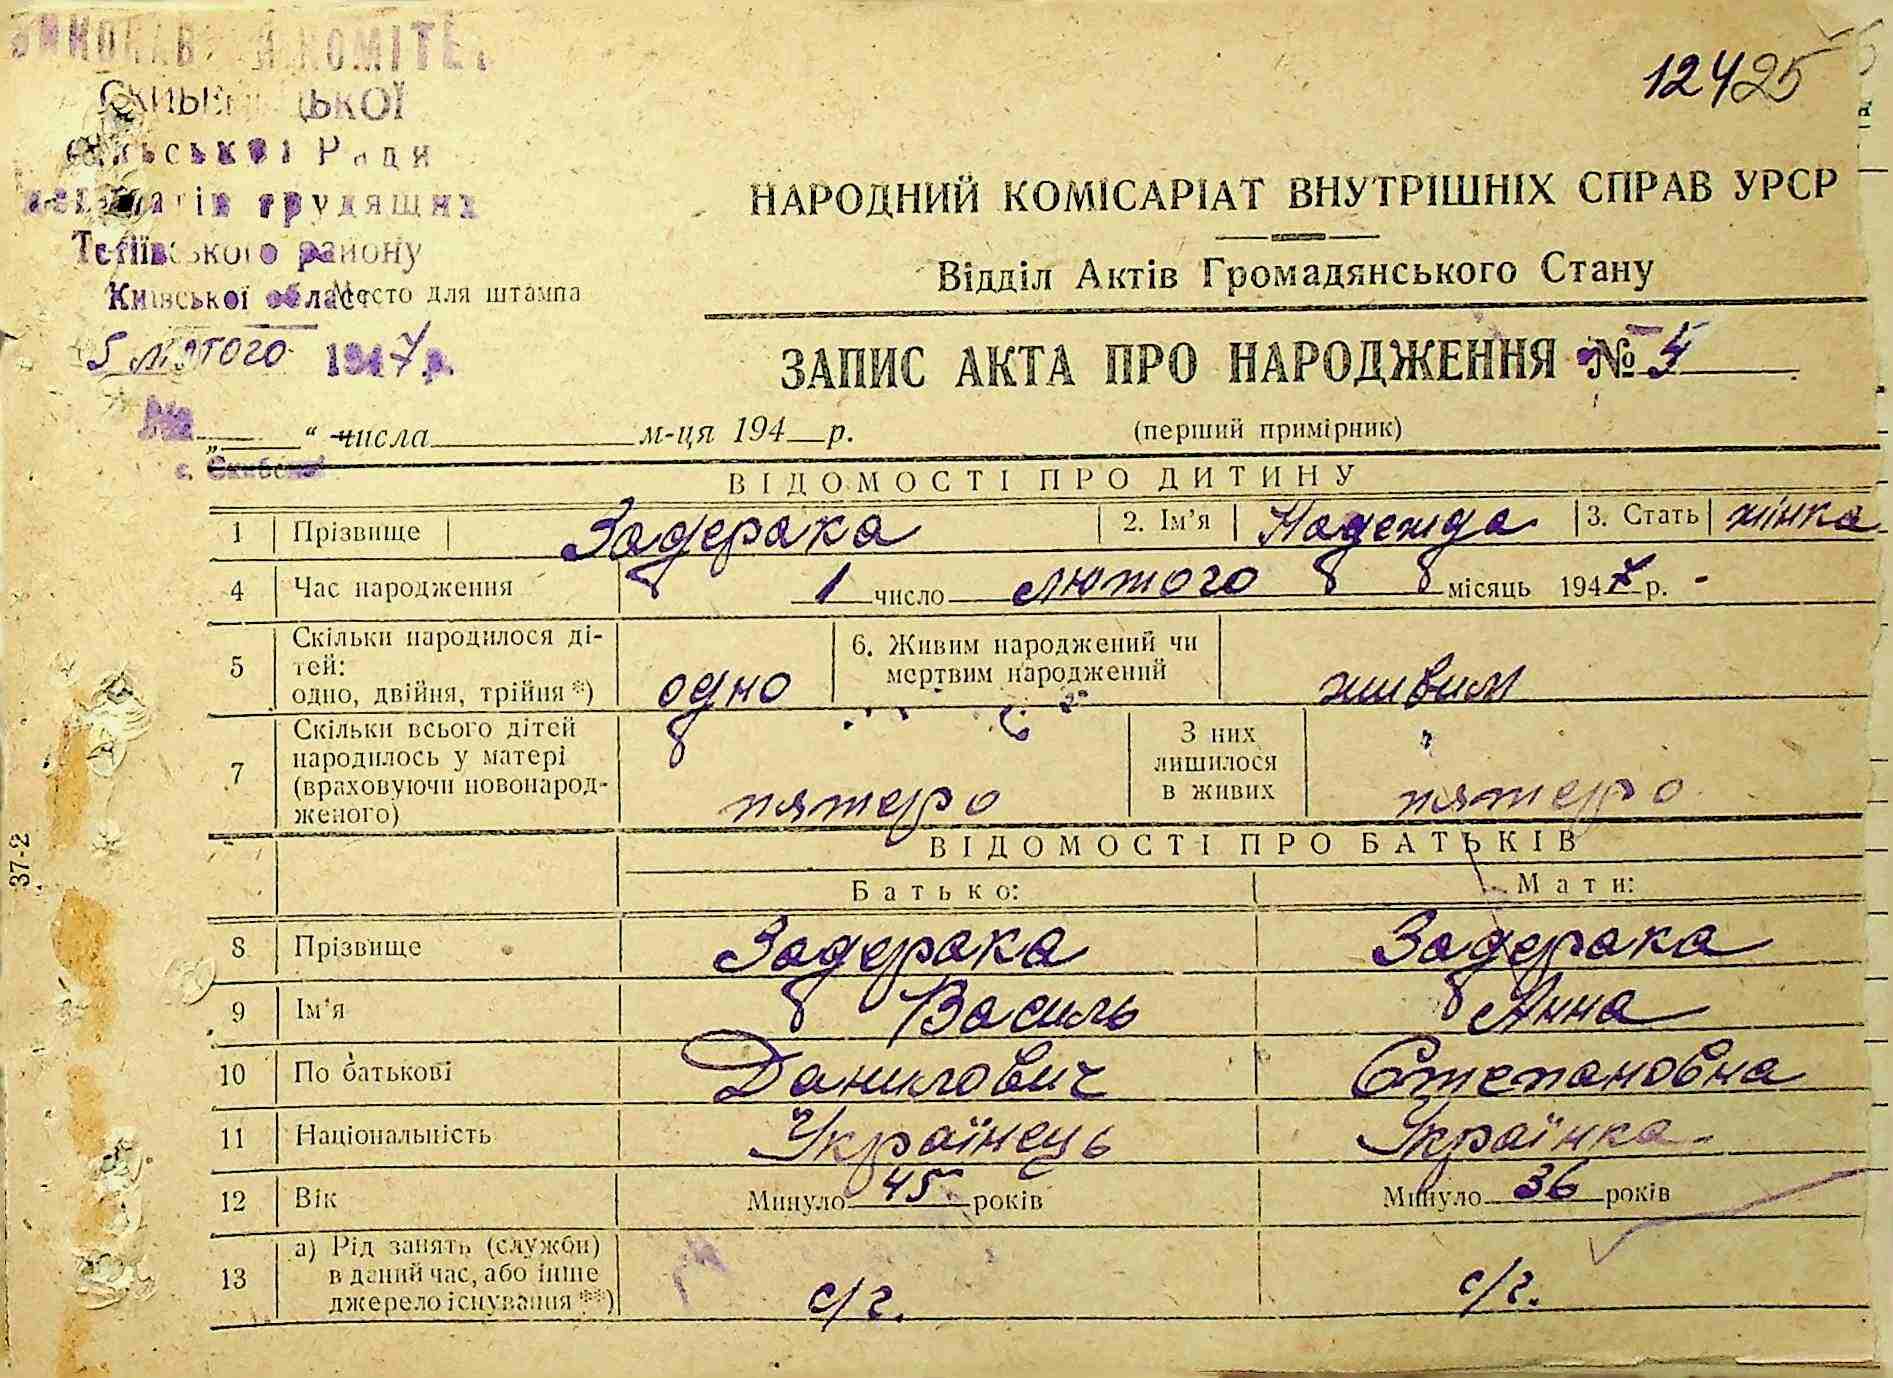 12425
ВИКОНАВЧИЙ КОМІТЕТ
сільської Ради
депутатів трудящих
Тетіївського району
Київської області
Место для штампа
5 лютого 1947 р.
№
„ “ числа м-ця 194 р.
с.
НАРОДНИЙ КОМІСАРІАТ ВНУТРІШНІХ СПРАВ УРСР
Відділ Актів Громадянського Стану
ЗАПИС АКТА ПРО НАРОДЖЕННЯ № 5
(перший примірник)
ВІДОМОСТІ ПРО ДИТИНУ
1 Прізвище Задерака 2. Ім’я Надежда 3. Стать жінка
4 Час народження 1 число лютого місяць 1947 р.
5 Скільки народилося ді-
тей:
одно, двійня, трійня *) одно 6. Живим народжений чи
мертвим народжений живим
7 Скільки всього дітей
народилось у матері
(враховуючи новонарод-
женого) пятеро З них
лишилося
в живих пятеро
ВІДОМОСТІ ПРО БАТЬКІВ
Батько: Мати:
8 Прізвище Задерака Задерака
9 Ім’я Василь Анна
10 По батькові Данилович Степановна
11 Національність Українець Українка
12 Вік Минуло 45 років Минуло 36 років
13 а) Рід занять (служби)
в даний час, або інше
джерело існування **) с/г. с/г.
37-2